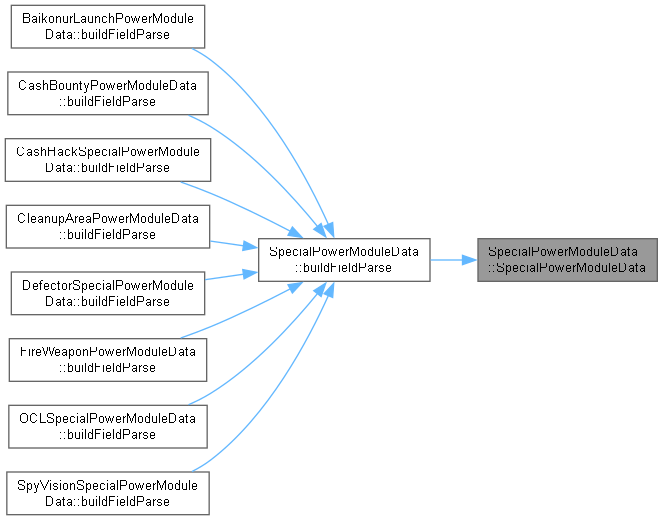 BaikonurLaunchPowerModule
Data::buildFieldParse
CashBountyPowerModuleData
::buildFieldParse
CashHackSpecialPowerModule
Data::buildFieldParse
CleanupAreaPowerModuleData
::buildFieldParse
DefectorSpecialPowerModule
Data::buildFieldParse
FireWeaponPowerModuleData
::buildFieldParse
OCLSpecialPowerModuleData
::buildFieldParse
SpyVisionSpecialPowerModule
Data::buildFieldParse
SpecialPowerModuleData
::buildFieldParse
SpecialPowerModuleData
::SpecialPowerModuleData